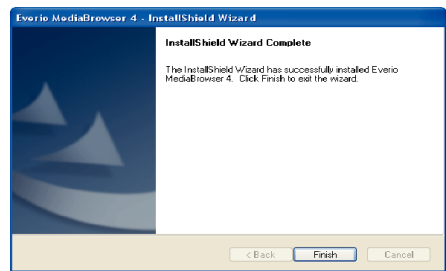 Everio MediaBrowser 4 - InstallShield Wizard
InstallShield Wizard Complete
The InstallShield Wizard has successfully installed Everio
MediaBrowser 4. Click Finish to exit the wizard.
< Back
Finish
Cancel